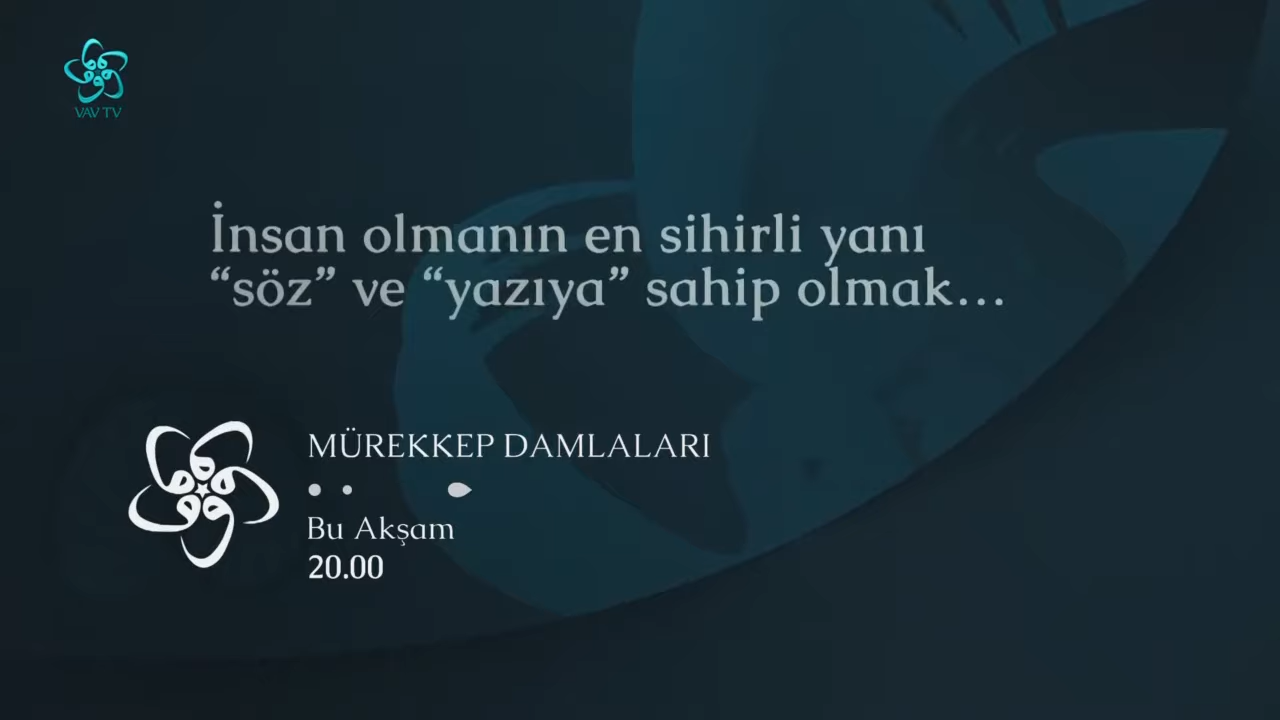 VAV TV
İnsan olmanın en sihirli yanı
“söz” ve “yazıya” sahip olmak…
MÜREKKEP DAMLALARI
Bu Akşam
20.00